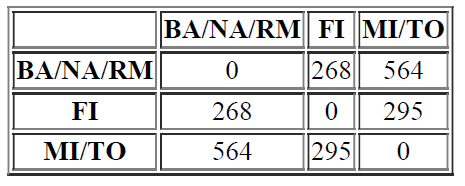 BA/NA/RM FI MI/TO
BA/NA/RM 0 268 564
FI 268 0 295
MI/TO 564 295 0